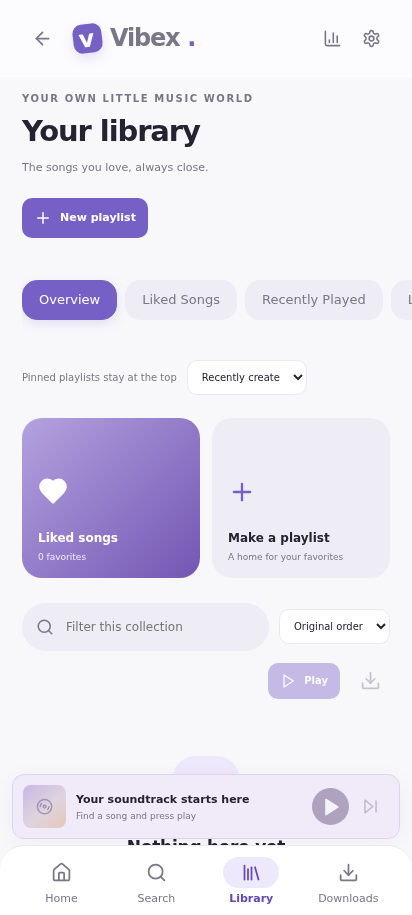 Vibex .
YOUR OWN LITTLE MUSIC WORLD
Your library
The songs you love, always close.
New playlist
Overview
Liked Songs
Recently Played
Pinned playlists stay at the top
Recently create
Liked songs
0 favorites
Make a playlist
A home for your favorites
Filter this collection
Original order
Play
Your soundtrack starts here
Find a song and press play
Nothing here yet
Home
Search
Library
Downloads